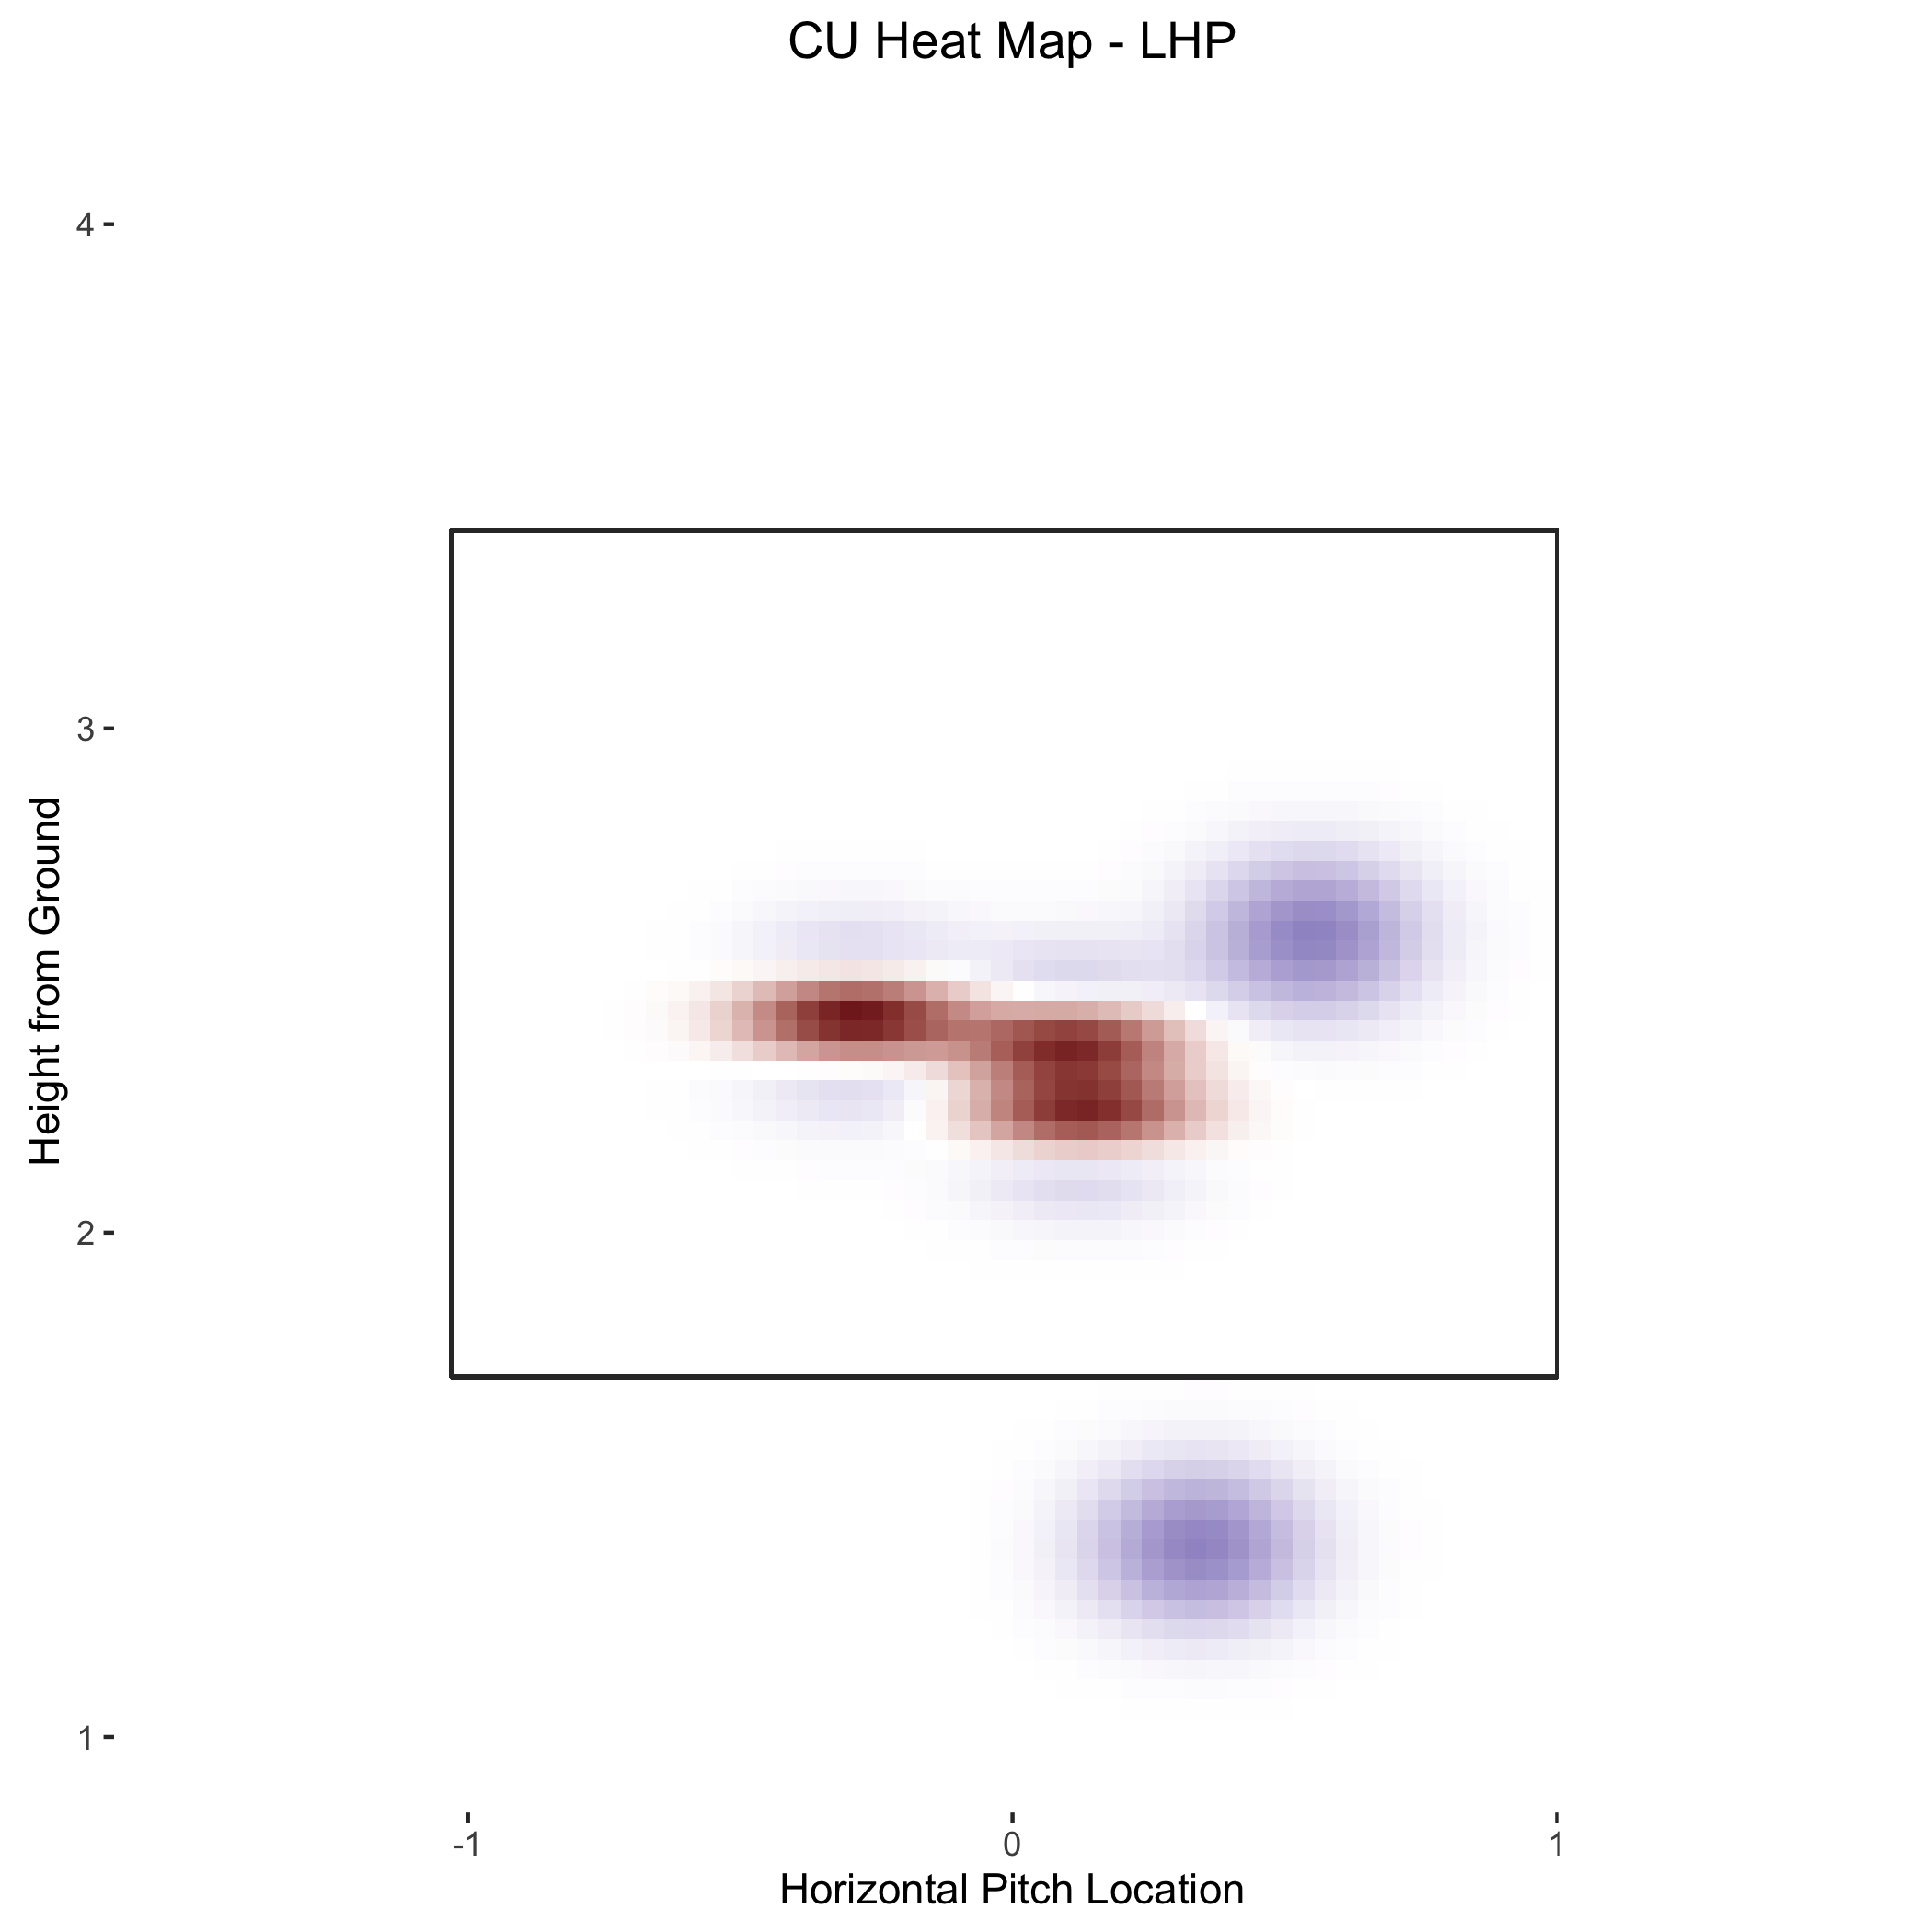 CU Heat Map - LHP
4
3
2
1
Height from Ground
-1 0 1
Horizontal Pitch Location